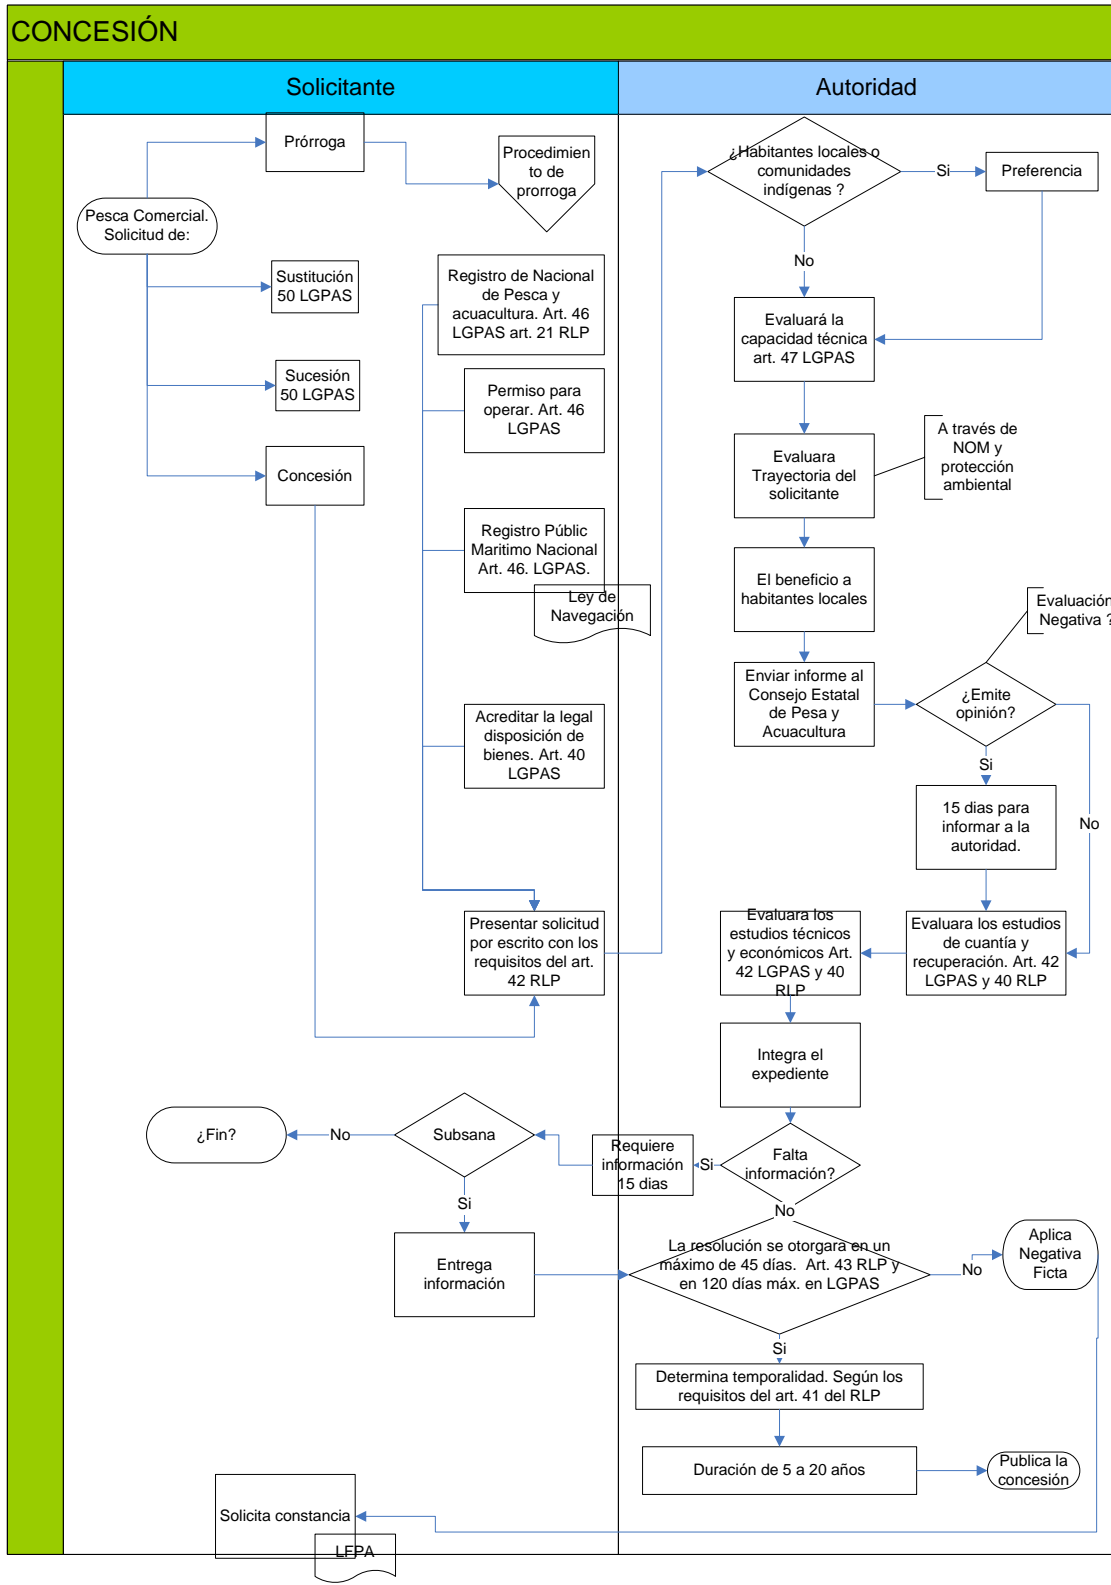 CONCESIÓN
Solicitante
Autoridad
Prórroga
Procedimien
to de
prorroga
Pesca Comercial.
Solicitud de:
Sustitución
50 LGPAS
Sucesión
50 LGPAS
Concesión
Registro de Nacional
de Pesca y
acuacultura. Art. 46
LGPAS art. 21 RLP
Permiso para
operar. Art. 46
LGPAS
Registro Públic
Maritimo Nacional
Art. 46. LGPAS.
Ley de
Navegación
Acreditar la legal
disposición de
bienes. Art. 40
LGPAS
Presentar solicitud
por escrito con los
requisitos del art.
42 RLP
¿Habitantes locales o
comunidades
indígenas ?
Si
Preferencia
No
Evaluará la
capacidad técnica
art. 47 LGPAS
Evaluara
Trayectoria del
solicitante
A través de
NOM y
protección
ambiental
El beneficio a
habitantes locales
Enviar informe al
Consejo Estatal
de Pesa y
Acuacultura
¿Emite
opinión?
Evaluación
Negativa ?
Si
No
15 dias para
informar a la
autoridad.
Evaluara los estudios
de cuantía y
recuperación. Art. 42
LGPAS y 40 RLP
Evaluara los
estudios técnicos
y económicos Art.
42 LGPAS y 40
RLP
Integra el
expediente
Falta
información?
Si
Requiere
información
15 dias
Subsana
No
¿Fin?
Si
Entrega
información
No
La resolución se otorgara en un
máximo de 45 días.  Art. 43 RLP y
en 120 días máx. en LGPAS
No
Aplica
Negativa
Ficta
Si
Determina temporalidad. Según los
requisitos del art. 41 del RLP
Duración de 5 a 20 años
Publica la
concesión
Solicita constancia
LFPA